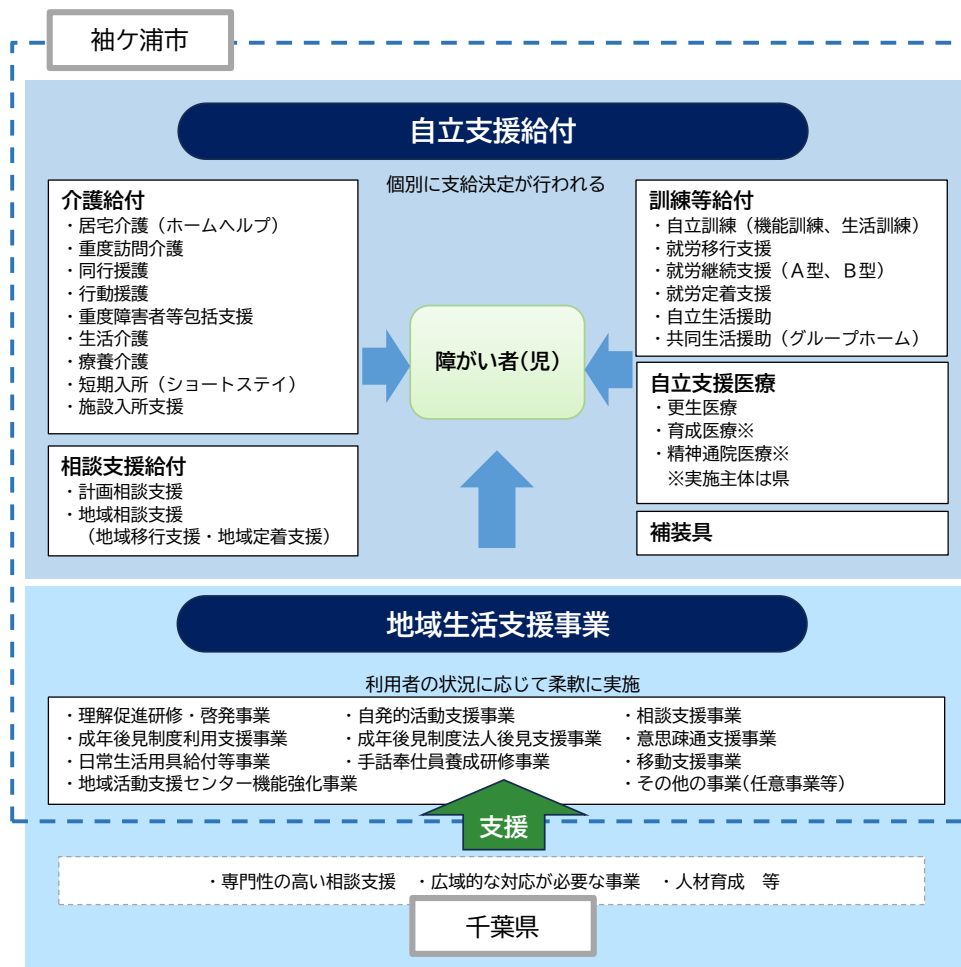 袖ケ浦市
自立支援給付
個別に支給決定が行われる
介護給付
・居宅介護（ホームヘルプ）
・重度訪問介護
・同行援護
・行動援護
・重度障害者等包括支援
・生活介護
・療養介護
・短期入所（ショートステイ）
・施設入所支援
相談支援給付
・計画相談支援
・地域相談支援
（地域移行支援・地域定着支援）
障がい者(児)
訓練等給付
・自立訓練（機能訓練、生活訓練）
・就労移行支援
・就労継続支援（Ａ型、Ｂ型）
・就労定着支援
・自立生活援助
・共同生活援助（グループホーム）
自立支援医療
・更生医療
・育成医療※
・精神通院医療※
※実施主体は県
補装具
地域生活支援事業
利用者の状況に応じて柔軟に実施
・理解促進研修・啓発事業　・自発的活動支援事業　・相談支援事業
・成年後見制度利用支援事業　・成年後見制度法人後見支援事業　・意思疎通支援事業
・日常生活用具給付等事業　・手話奉仕員養成研修事業　・移動支援事業
・地域活動支援センター機能強化事業　・その他の事業(任意事業等)
支援
・専門性の高い相談支援　・広域的な対応が必要な事業　・人材育成　等
千葉県